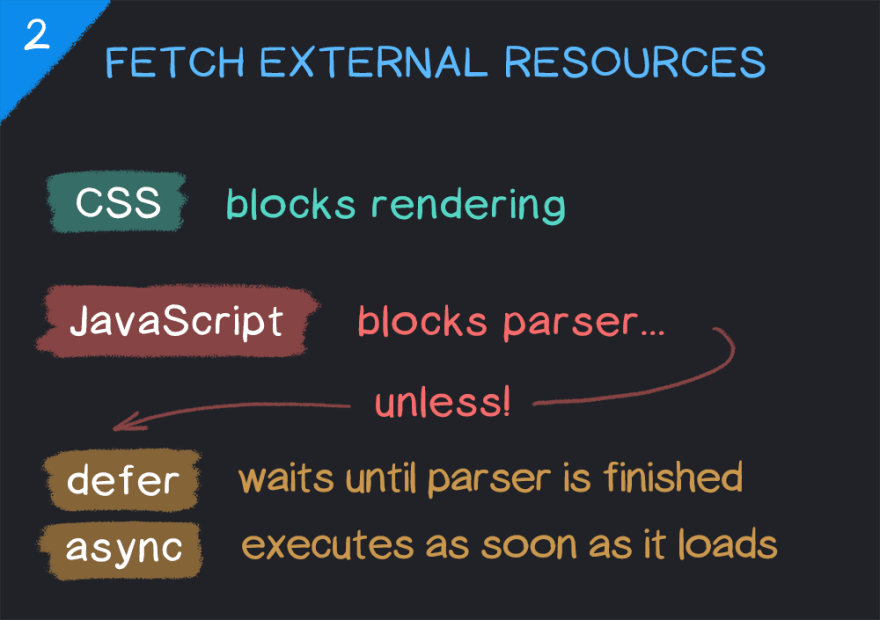 2
FETCH EXTERNAL RESOURCES
CSS blocks rendering
JavaScript blocks parser...
unless!
defer waits until parser is finished
async executes as soon as it loads